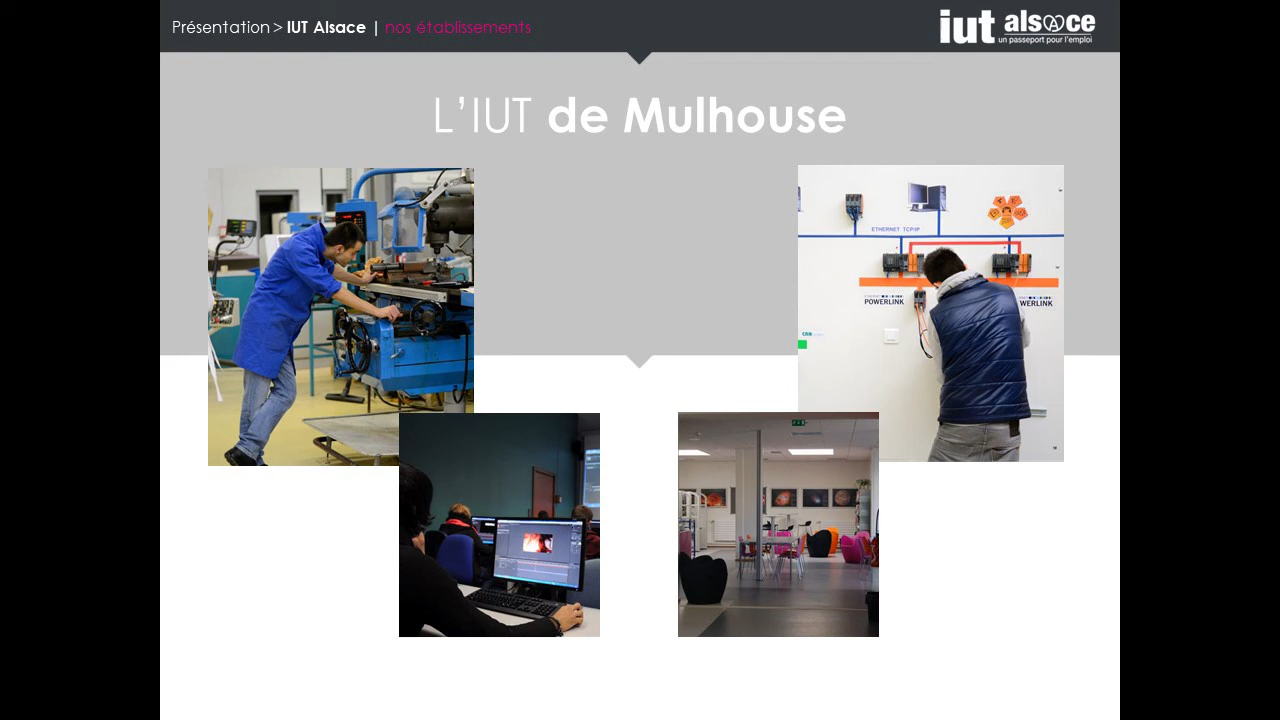 Présentation > IUT Alsace | nos établissements
iut alsace
un passeport pour l'emploi
L'IUT de Mulhouse
ETHERNET TCP/IP
POWERLINK
WERLINK